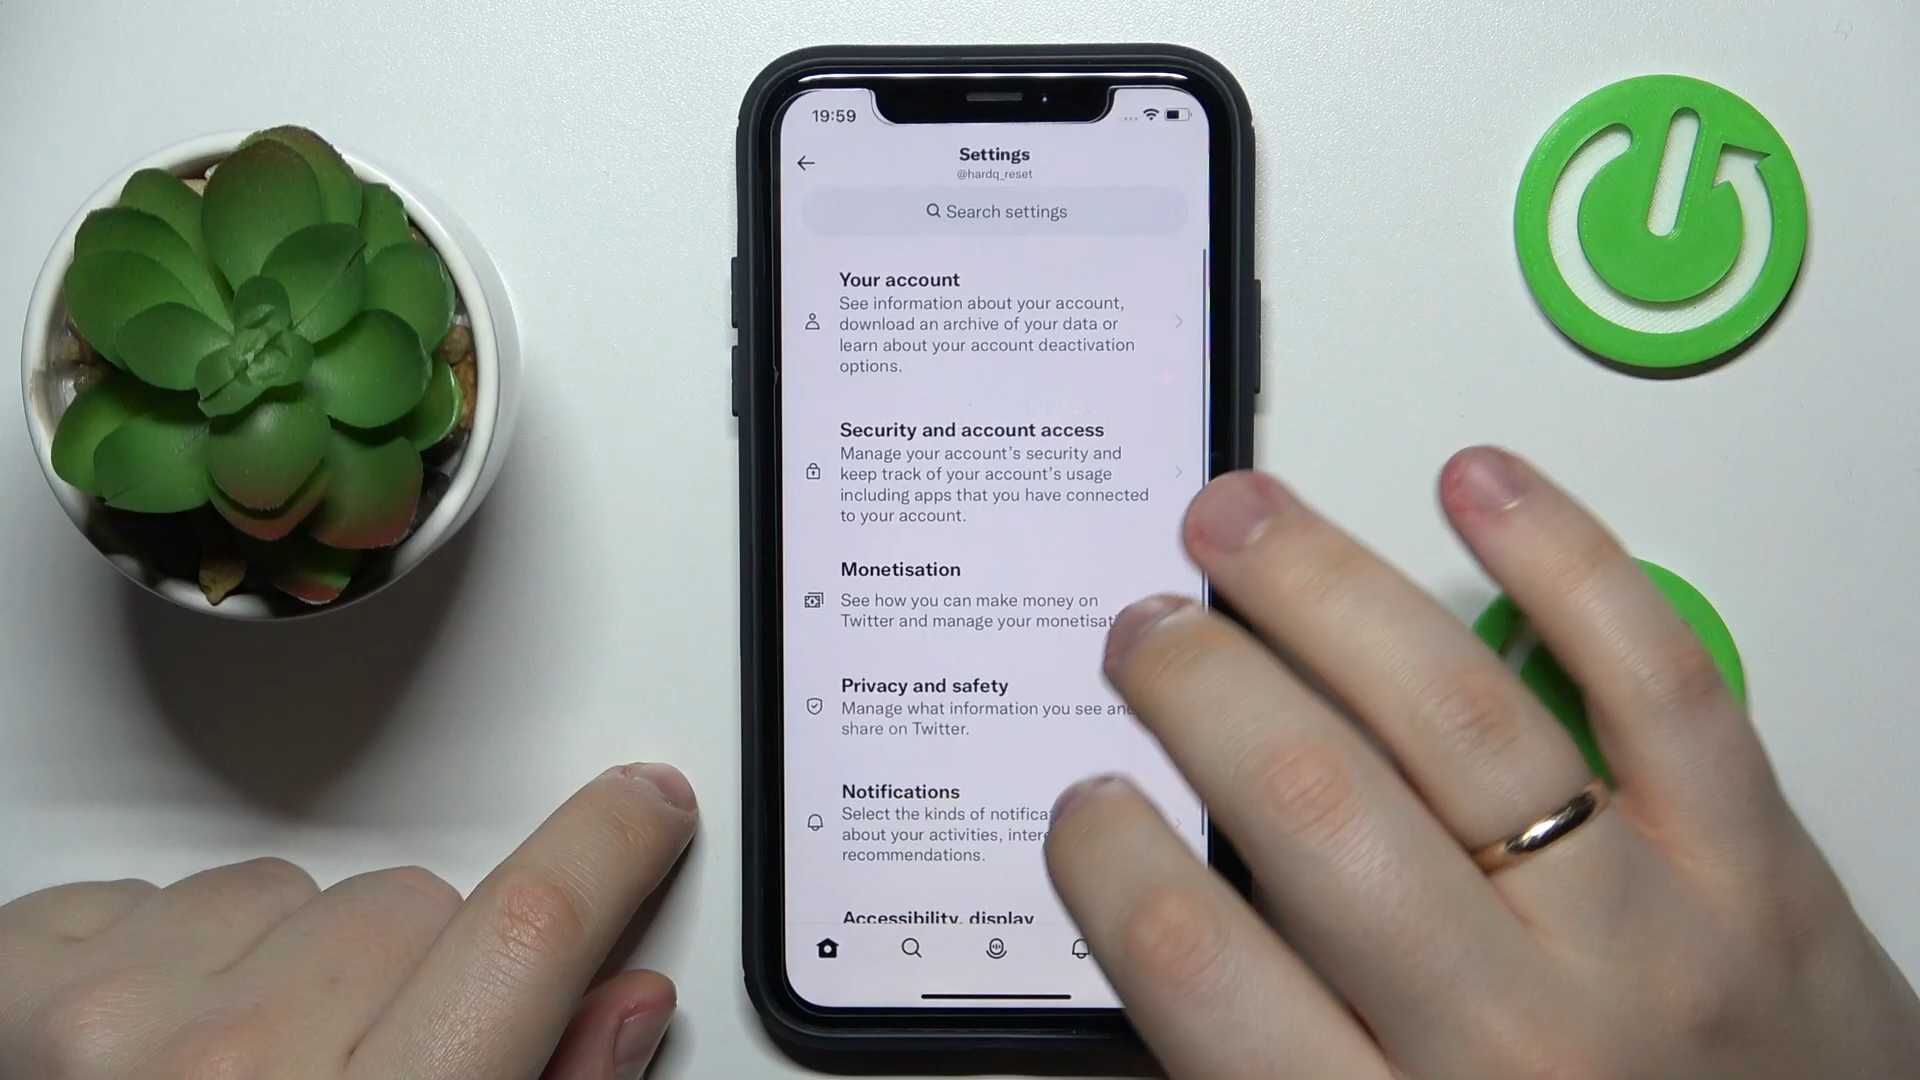 19:59
Settings
@hardq_reset
Search settings
Your account
See information about your account,
download an archive of your data or
learn about your account deactivation
options.
Security and account access
Manage your account's security and
keep track of your account's usage
including apps that you have connected
to your account.
Monetisation
See how you can make money on
Twitter and manage your
Privacy and safety
Manage what information you see
share on Twitter.
Notifications
Select the kinds of
about your activities,
recommendations.
Accessibility, display